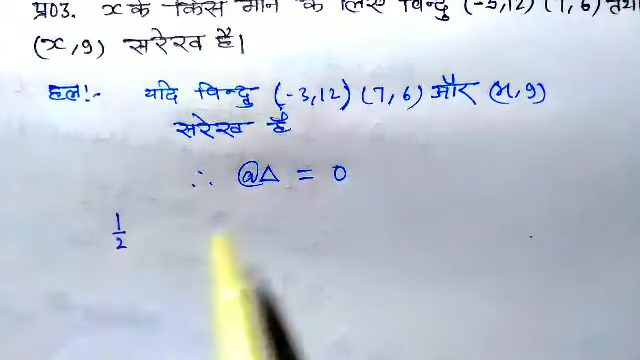 प्र03. x के किस मान के लिए बिन्दु (-3,12) (7,6) तथा
(x,9) सरेख है।
हल:- यदि बिन्दु (-3,12) (7,6) और (x,9)
सरेख है
∴ @Δ = 0
1/2